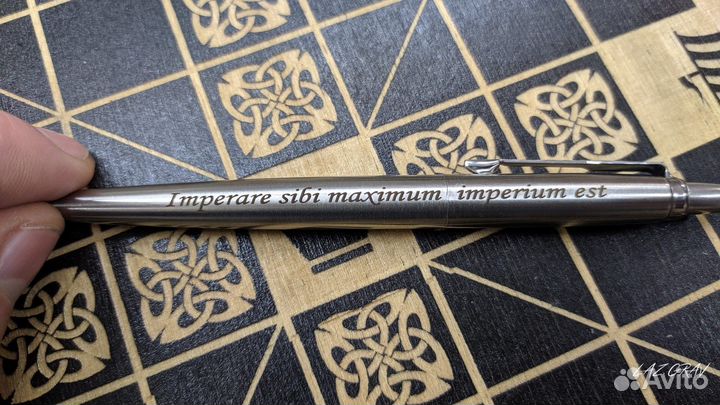 Imperare sibi maximum imperium est
LAZ GRAV
Avito